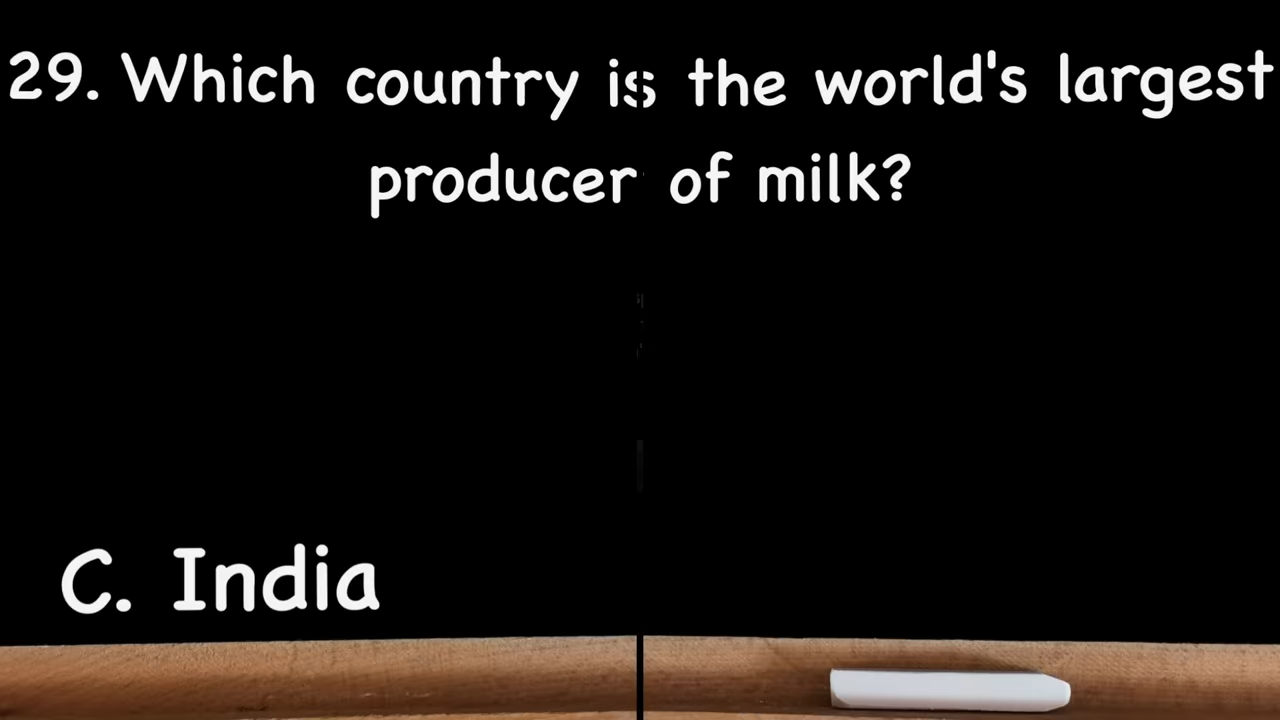 29. Which country is the world's largest
producer of milk?
C. India